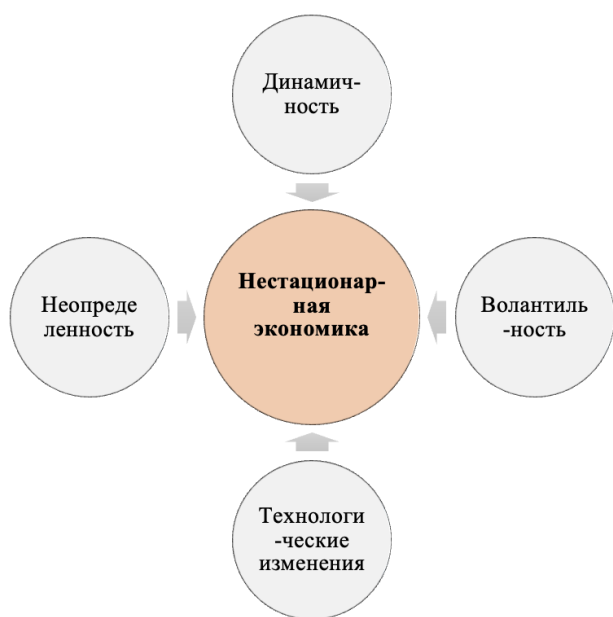 Динамич-
ность
Нестационар-
ная
экономика
Неопреде
ленность
Волантиль
-ность
Технологи
-ческие
изменения